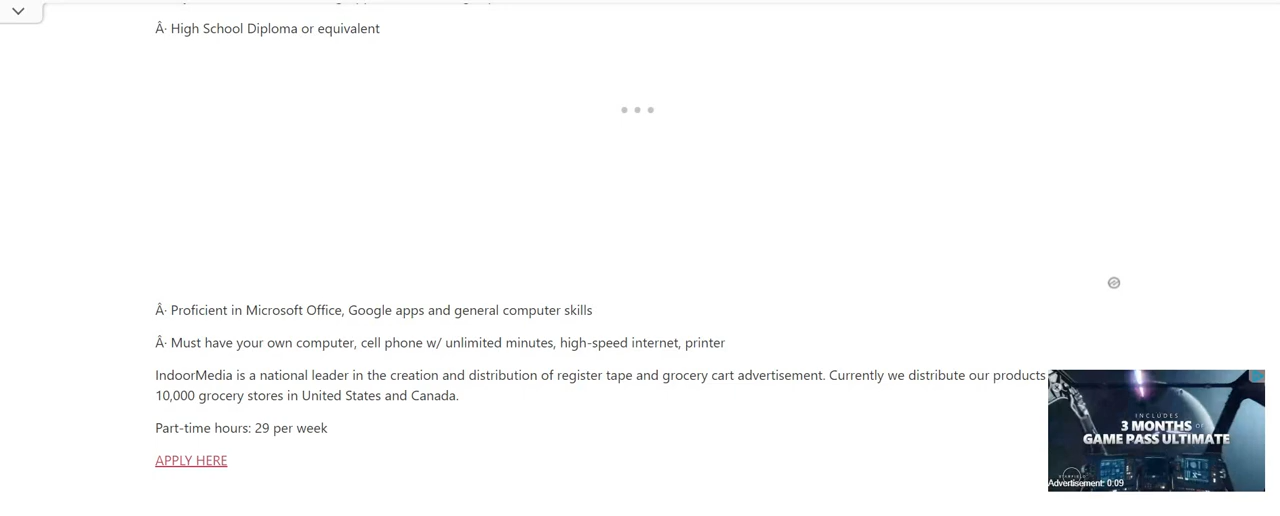 Â· High School Diploma or equivalent
Â· Proficient in Microsoft Office, Google apps and general computer skills
Â· Must have your own computer, cell phone w/ unlimited minutes, high-speed internet, printer
IndoorMedia is a national leader in the creation and distribution of register tape and grocery cart advertisement. Currently we distribute our products
10,000 grocery stores in United States and Canada.
Part-time hours: 29 per week
APPLY HERE
INCLUDES
3 MONTHS OF
GAME PASS ULTIMATE
STARFIELD
Advertisement: 0:09